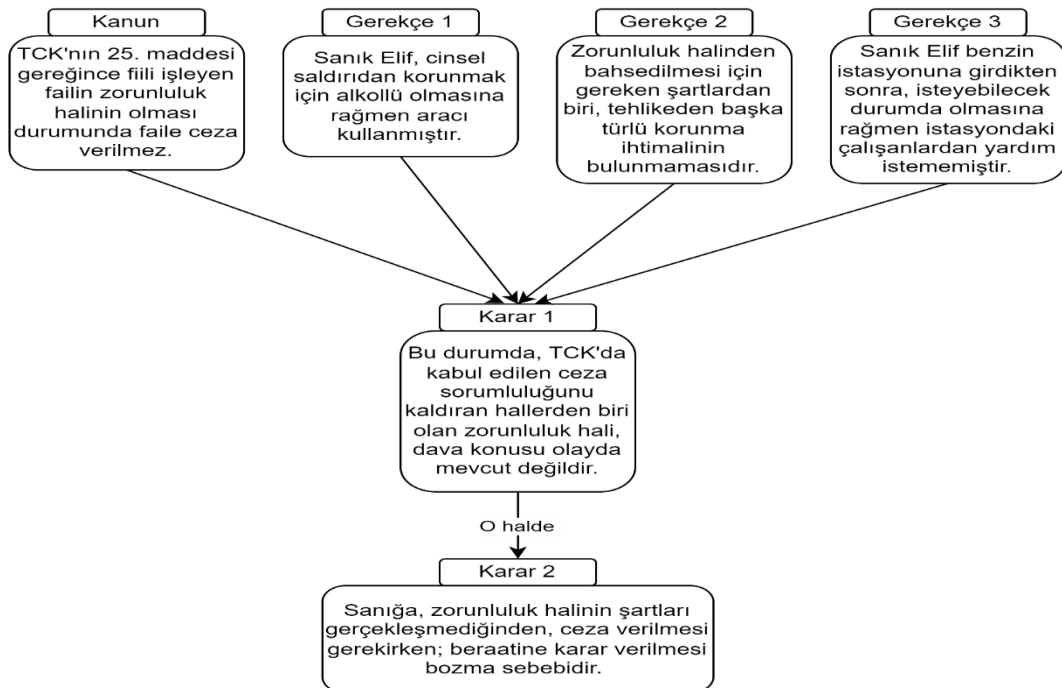 Kanun
TCK'nın 25. maddesi
gereğince fiili işleyen
failin zorunluluk
halinin olması
durumunda faile ceza
verilmez.
Gerekçe 1
Sanık Elif, cinsel
saldırıdan korunmak
için alkollü olmasına
rağmen aracı
kullanmıştır.
Gerekçe 2
Zorunluluk halinden
bahsedilmesi için
gereken şartlardan
biri, tehlikeden başka
türlü korunma
ihtimalinin
bulunmamasıdır.
Gerekçe 3
Sanık Elif benzin
istasyonuna girdikten
sonra, isteyebilecek
durumda olmasına
rağmen istasyondaki
çalışanlardan yardım
istememiştir.
Karar 1
Bu durumda, TCK'da
kabul edilen ceza
sorumluluğunu
kaldıran hallerden biri
olan zorunluluk hali,
dava konusu olayda
mevcut değildir.
O halde
Karar 2
Sanığa, zorunluluk halinin şartları
gerçekleşmediğinden, ceza verilmesi
gerekirken; beraatine karar verilmesi
bozma sebebidir.